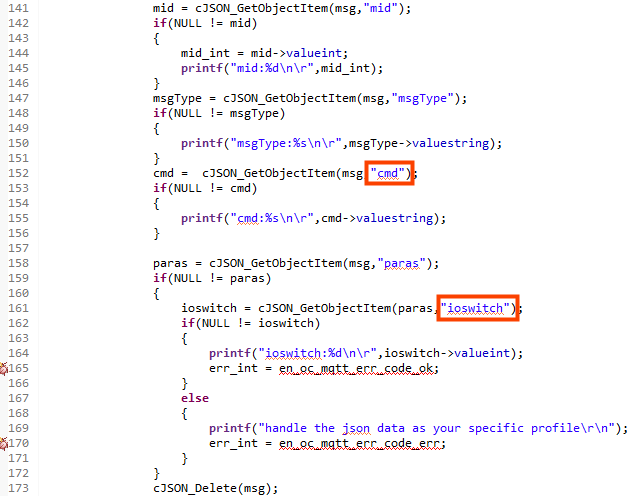 141 mid = cJSON_GetObjectItem(msg,"mid");
142 if(NULL != mid)
143 {
144 mid_int = mid->valueint;
145 printf("mid:%d\n\r",mid_int);
146 }
147 msgType = cJSON_GetObjectItem(msg,"msgType");
148 if(NULL != msgType)
149 {
150 printf("msgType:%s\n\r",msgType->valuestring);
151 }
152 cmd =  cJSON_GetObjectItem(msg,"cmd");
153 if(NULL != cmd)
154 {
155 printf("cmd:%s\n\r",cmd->valuestring);
156 }
157
158 paras = cJSON_GetObjectItem(msg,"paras");
159 if(NULL != paras)
160 {
161 ioswitch = cJSON_GetObjectItem(paras,"ioswitch");
162 if(NULL != ioswitch)
163 {
164 printf("ioswitch:%d\n\r",ioswitch->valueint);
165 err_int = en_oc_mqtt_err_code_ok;
166 }
167 else
168 {
169 printf("handle the json data as your specific profile\r\n");
170 err_int = en_oc_mqtt_err_code_err;
171 }
172 }
173 cJSON_Delete(msg);